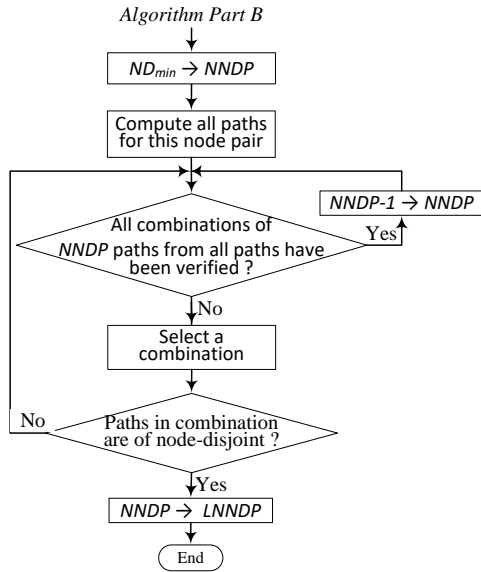 Algorithm Part B
NDmin → NNDP
Compute all paths
for this node pair
NNDP-1 → NNDP
All combinations of
NNDP paths from all paths have
been verified ?
Yes
No
Select a
combination
No
Paths in combination
are of node-disjoint ?
Yes
NNDP → LNNDP
End